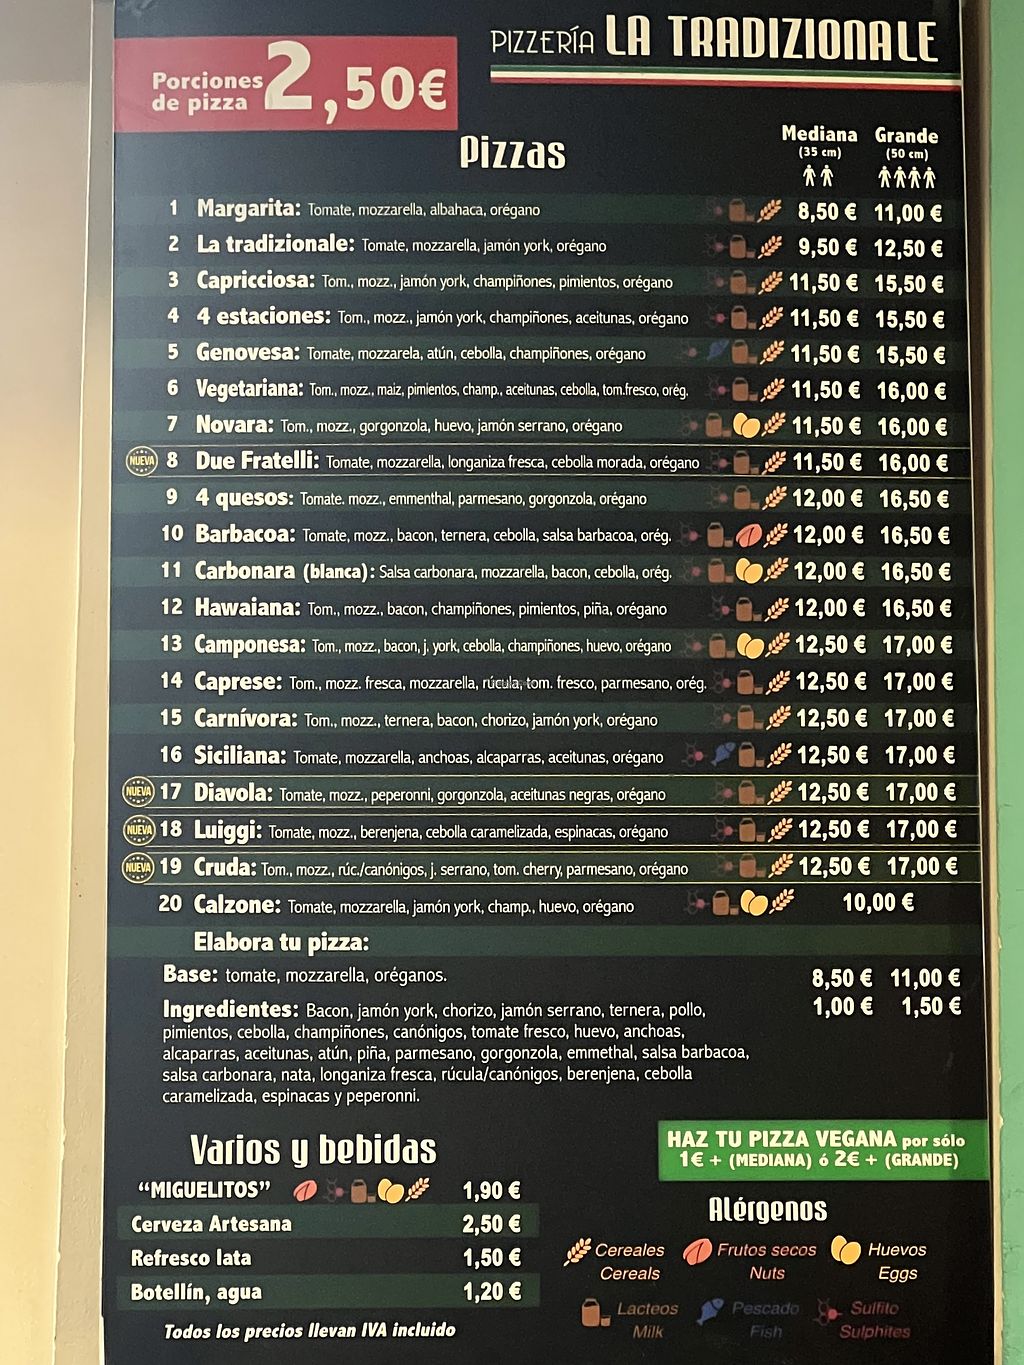 PIZZERÍA LA TRADIZIONALE
Porciones de pizza 2,50€
Pizzas
Mediana (35 cm) Grande (50 cm)
1 Margarita: Tomate, mozzarella, albahaca, orégano 8,50 € 11,00 €
2 La tradizionale: Tomate, mozzarella, jamón york, orégano 9,50 € 12,50 €
3 Capricciosa: Tom., mozz., jamón york, champiñones, pimientos, orégano 11,50 € 15,50 €
4 4 estaciones: Tom., mozz., jamón york, champiñones, aceitunas, orégano 11,50 € 15,50 €
5 Genovesa: Tomate, mozzarela, atún, cebolla, champiñones, orégano 11,50 € 15,50 €
6 Vegetariana: Tom., mozz., maiz, pimientos, champ., aceitunas, cebolla, tom.fresco, orég. 11,50 € 16,00 €
7 Novara: Tom., mozz., gorgonzola, huevo, jamón serrano, orégano 11,50 € 16,00 €
NUEVA 8 Due Fratelli: Tomate, mozzarella, longaniza fresca, cebolla morada, orégano 11,50 € 16,00 €
9 4 quesos: Tomate. mozz., emmenthal, parmesano, gorgonzola, orégano 12,00 € 16,50 €
10 Barbacoa: Tomate, mozz., bacon, ternera, cebolla, salsa barbacoa, orég. 12,00 € 16,50 €
11 Carbonara (blanca): Salsa carbonara, mozzarella, bacon, cebolla, orég. 12,00 € 16,50 €
12 Hawaiana: Tom., mozz., bacon, champiñones, pimientos, piña, orégano 12,00 € 16,50 €
13 Camponesa: Tom., mozz., bacon, j. york, cebolla, champiñones, huevo, orégano 12,50 € 17,00 €
14 Caprese: Tom., mozz. fresca, mozzarella, rúcula, tom. fresco, parmesano, orég. 12,50 € 17,00 €
15 Carnívora: Tom., mozz., ternera, bacon, chorizo, jamón york, orégano 12,50 € 17,00 €
16 Siciliana: Tomate, mozzarella, anchoas, alcaparras, aceitunas, orégano 12,50 € 17,00 €
NUEVA 17 Diavola: Tomate, mozz., peperonni, gorgonzola, aceitunas negras, orégano 12,50 € 17,00 €
NUEVA 18 Luiggi: Tomate, mozz., berenjena, cebolla caramelizada, espinacas, orégano 12,50 € 17,00 €
NUEVA 19 Cruda: Tom., mozz., rúc./canónigos, j. serrano, tom. cherry, parmesano, orégano 12,50 € 17,00 €
20 Calzone: Tomate, mozzarella, jamón york, champ., huevo, orégano 10,00 €
Elabora tu pizza:
Base: tomate, mozzarella, oréganos. 8,50 € 11,00 €
Ingredientes: Bacon, jamón york, chorizo, jamón serrano, ternera, pollo, 1,00 € 1,50 €
pimientos, cebolla, champiñones, canónigos, tomate fresco, huevo, anchoas,
alcaparras, aceitunas, atún, piña, parmesano, gorgonzola, emmethal, salsa barbacoa,
salsa carbonara, nata, longaniza fresca, rúcula/canónigos, berenjena, cebolla
caramelizada, espinacas y peperonni.
HAZ TU PIZZA VEGANA por sólo
1€ + (MEDIANA) ó 2€ + (GRANDE)
Varios y bebidas
"MIGUELITOS" 1,90 €
Cerveza Artesana 2,50 €
Refresco lata 1,50 €
Botellín, agua 1,20 €
Todos los precios llevan IVA incluido
Alérgenos
Cereales Frutos secos Huevos
Cereals Nuts Eggs
Lacteos Pescado Sulfito
Milk Fish Sulphites